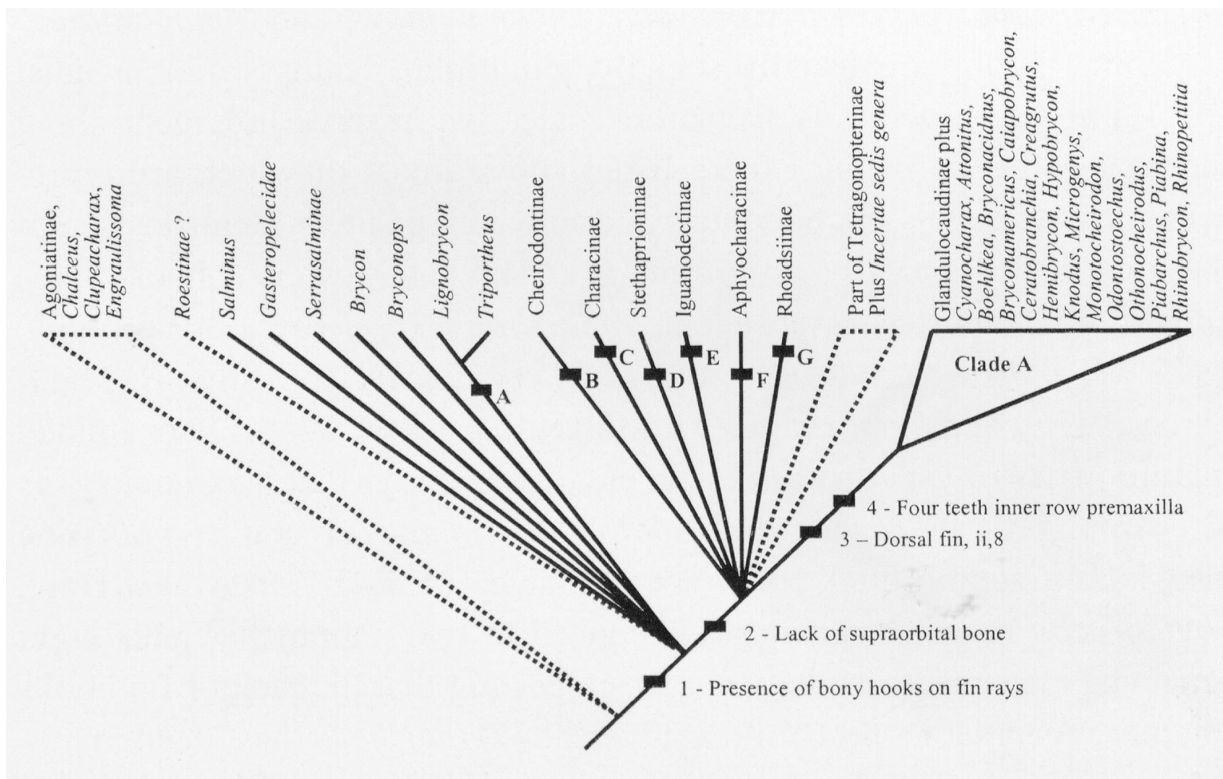 Agoniatinae,
Chalceus,
Clupeacharax,
Engraulissoma
Roestinae ?
Salminus
Gasteropelecidae
Serrasalminae
Brycon
Bryconops
Lignobrycon
Triportheus
Cheirodontinae
Characinae
Stethaprioninae
Iguanodectinae
Aphyocharacinae
Rhoadsiinae
Part of Tetragonopterinae
Plus Incertae sedis genera
Glandulocaudinae plus
Cyanocharax, Atonitus,
Boehlkea, Bryconacidnus,
Bryconamericus, Caiapobrycon,
Ceratobranchia, Creagrutus,
Hemibrycon, Hypobrycon,
Knodus, Microgenys,
Monotocheirodon,
Odontostoechus,
Othonocheirodus,
Piabarchus, Piabina,
Rhinobrycon, Rhinopetitia
A
B
C
D
E
F
G
Clade A
4 - Four teeth inner row premaxilla
3 – Dorsal fin, ii,8
2 - Lack of supraorbital bone
1 - Presence of bony hooks on fin rays